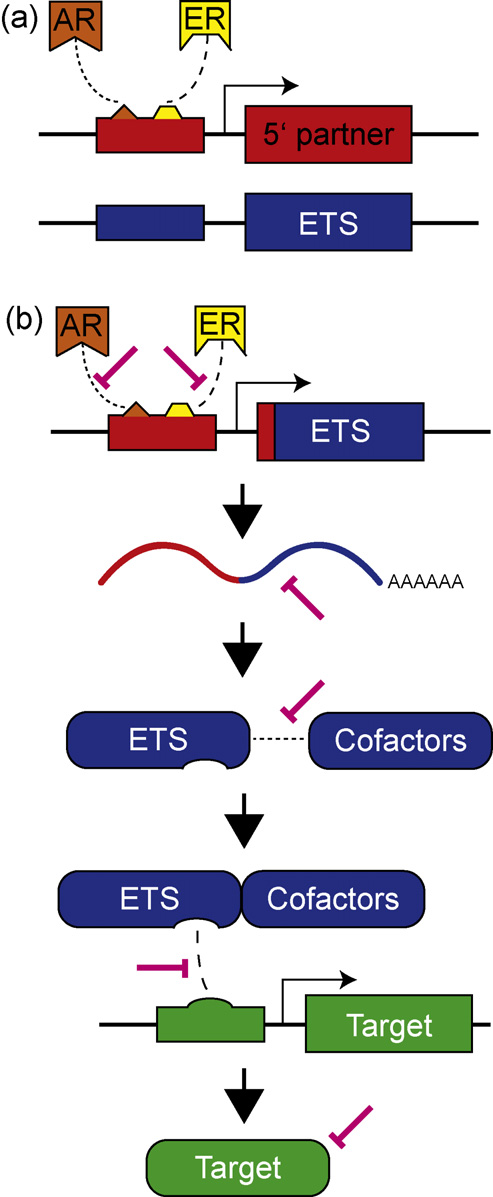 (a) AR ER
5‘ partner
ETS
(b) AR ER
ETS
AAAAAA
ETS Cofactors
ETS Cofactors
Target
Target